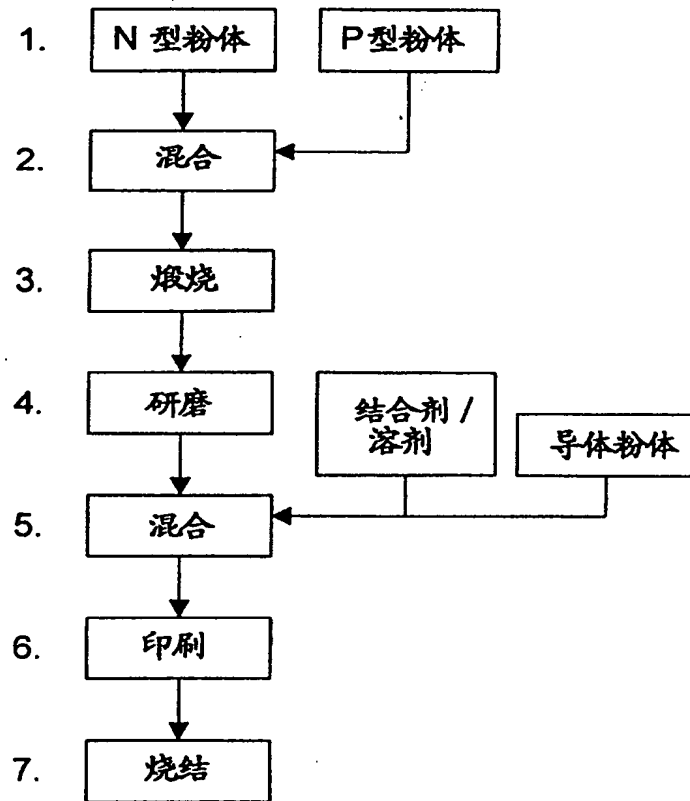 1. N 型粉体 P型粉体
2. 混合
3. 煅烧
4. 研磨
结合剂 /
溶剂
导体粉体
5. 混合
6. 印刷
7. 烧结